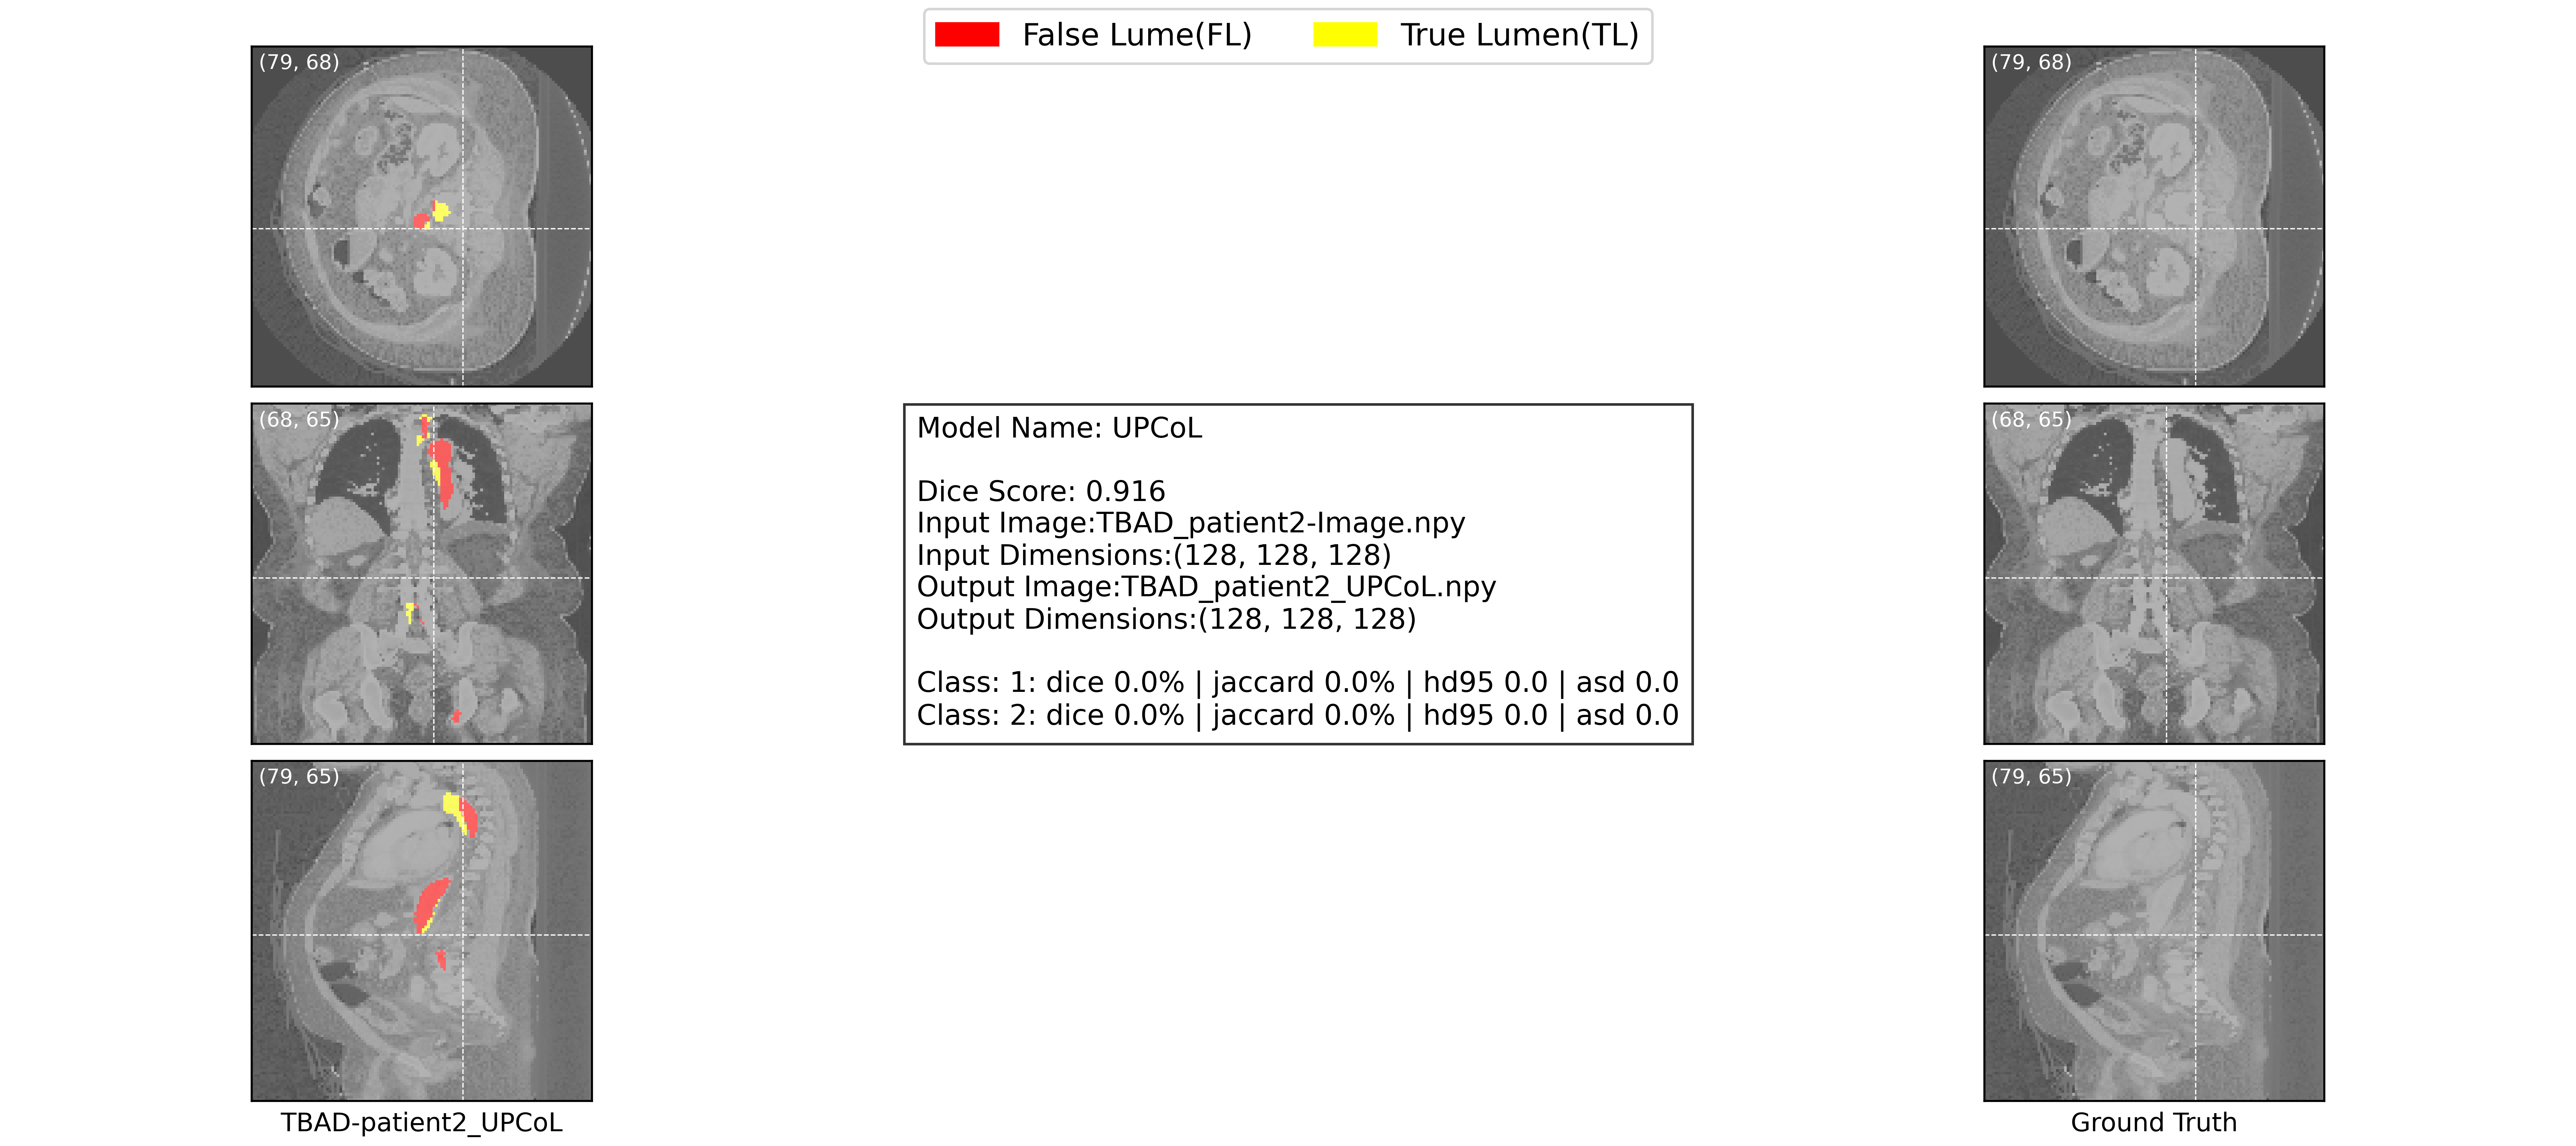 False Lume(FL)
True Lumen(TL)
(79, 68)
(79, 68)
(68, 65)
(68, 65)
Model Name: UPCoL
Dice Score: 0.916
Input Image:TBAD_patient2-Image.npy
Input Dimensions:(128, 128, 128)
Output Image:TBAD_patient2_UPCoL.npy
Output Dimensions:(128, 128, 128)
Class: 1: dice 0.0% | jaccard 0.0% | hd95 0.0 | asd 0.0
Class: 2: dice 0.0% | jaccard 0.0% | hd95 0.0 | asd 0.0
(79, 65)
(79, 65)
TBAD-patient2_UPCoL
Ground Truth